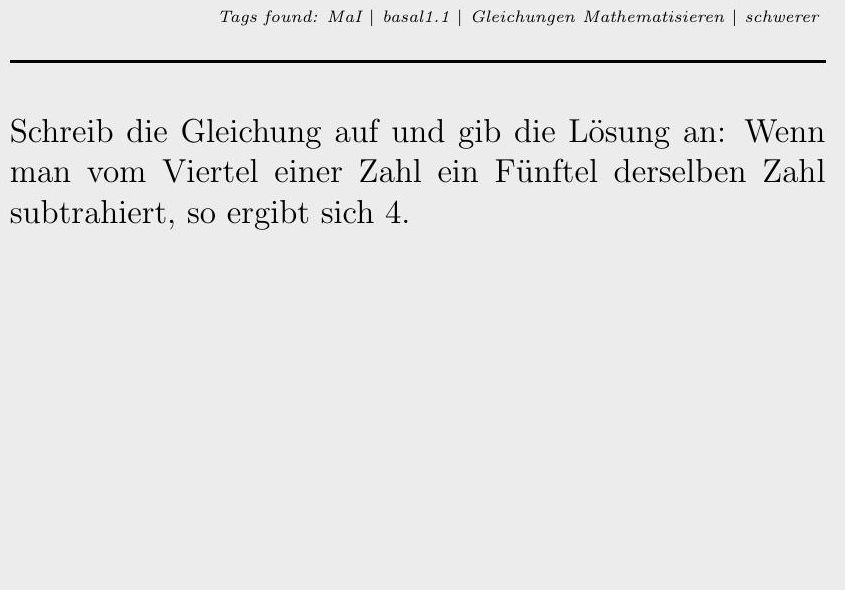 Tags found: MaI | basal1.1 | Gleichungen Mathematisieren | schwerer
Schreib die Gleichung auf und gib die Lösung an: Wenn
man vom Viertel einer Zahl ein Fünftel derselben Zahl
subtrahiert, so ergibt sich 4.